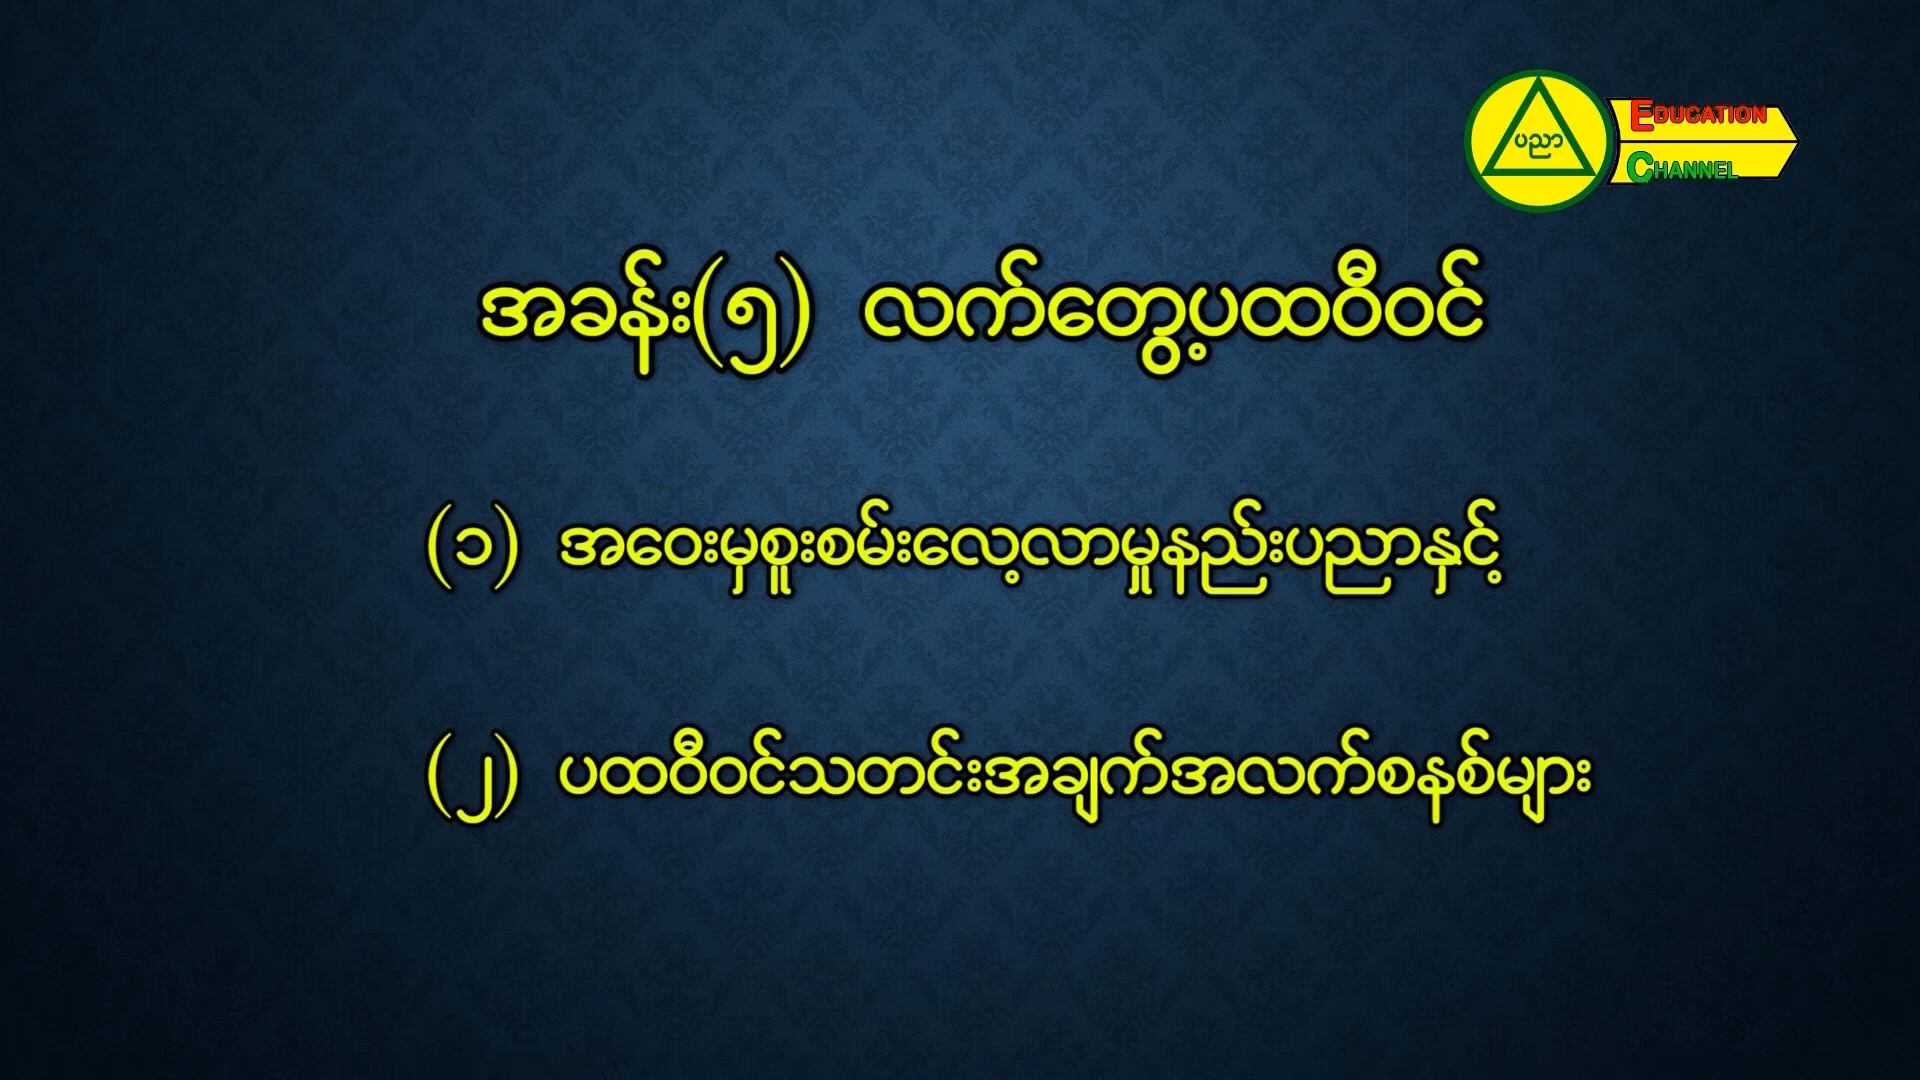 ပညာ
EDUCATION
CHANNEL
အခန်း(၅) လက်တွေ့ပထဝီဝင်
(၁) အဝေးမှစူးစမ်းလေ့လာမှုနည်းပညာနှင့်
(၂) ပထဝီဝင်သတင်းအချက်အလက်စနစ်များ